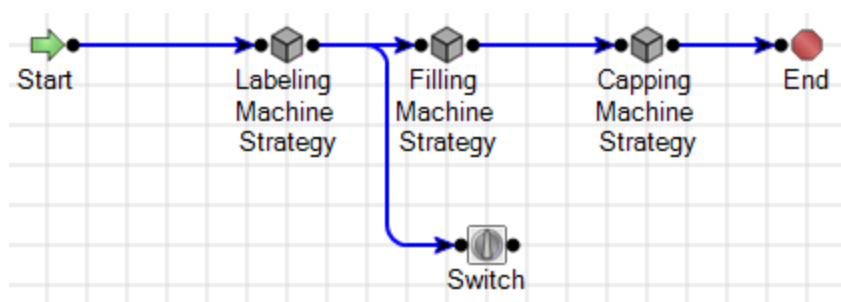 Start
Labeling
Machine
Strategy
Filling
Machine
Strategy
Capping
Machine
Strategy
End
Switch